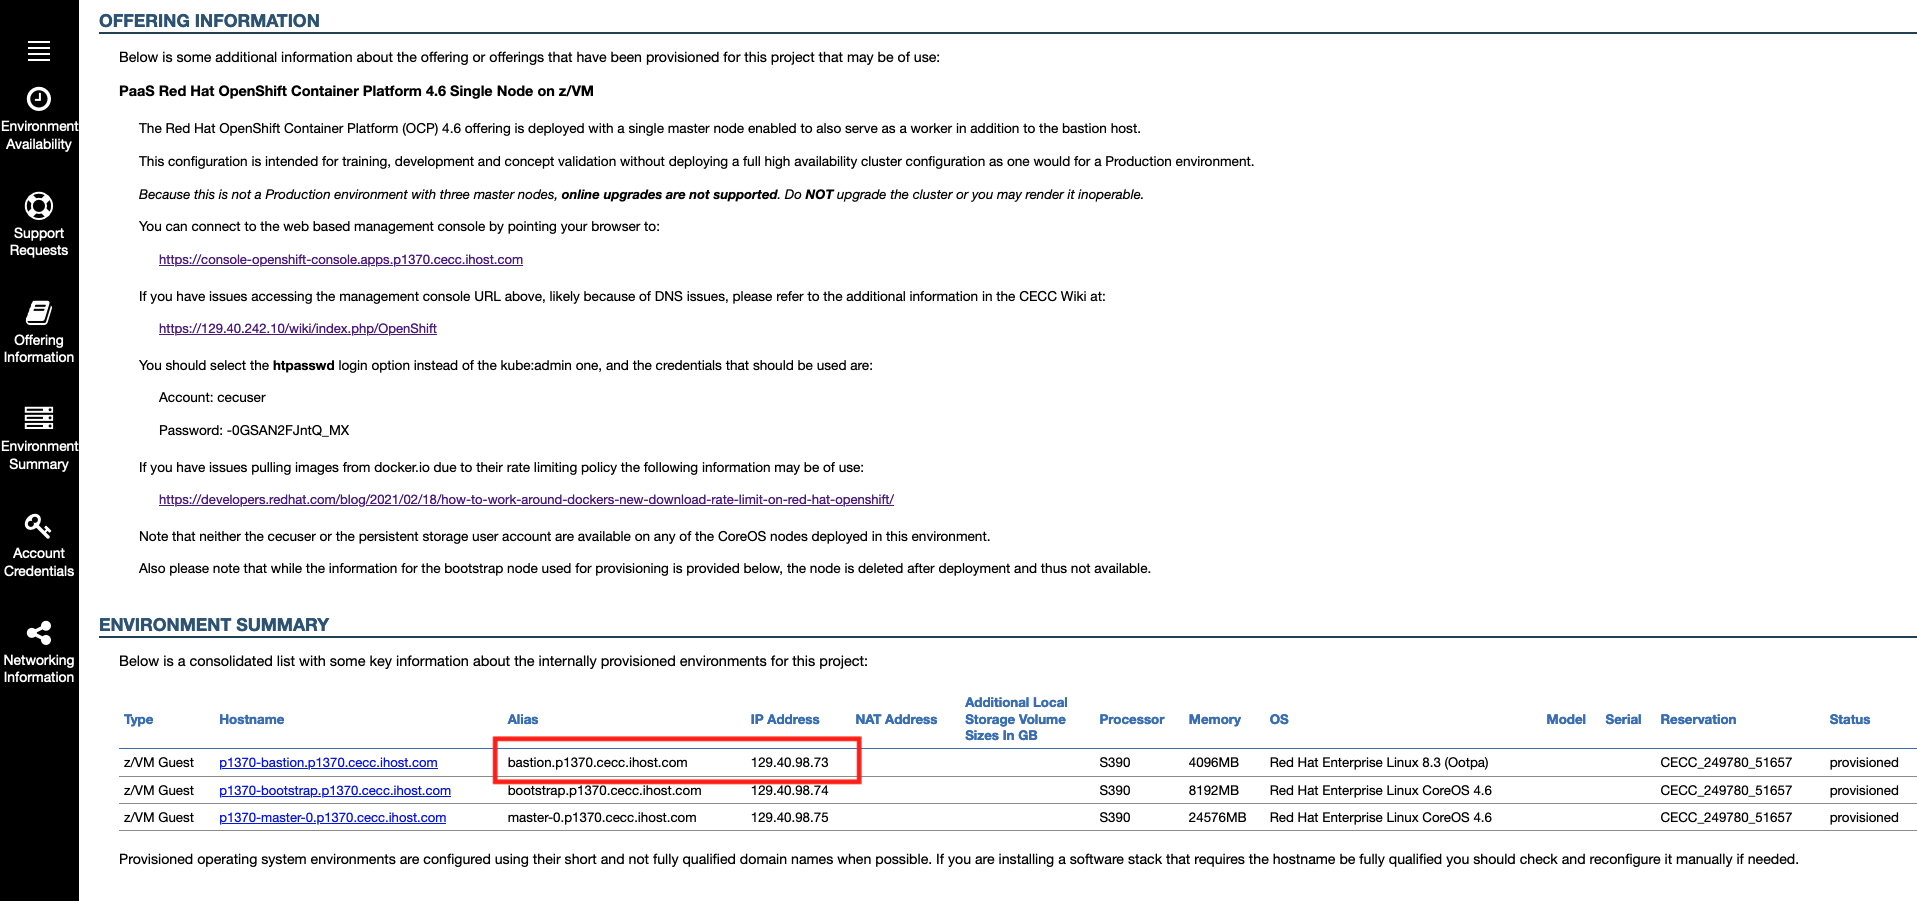 OFFERING INFORMATION
Below is some additional information about the offering or offerings that have been provisioned for this project that may be of use:
PaaS Red Hat OpenShift Container Platform 4.6 Single Node on z/VM
The Red Hat OpenShift Container Platform (OCP) 4.6 offering is deployed with a single master node enabled to also serve as a worker in addition to the bastion host.
This configuration is intended for training, development and concept validation without deploying a full high availability cluster configuration as one would for a Production environment.
Because this is not a Production environment with three master nodes, online upgrades are not supported. Do NOT upgrade the cluster or you may render it inoperable.
You can connect to the web based management console by pointing your browser to:
https://console-openshift-console.apps.p1370.cecc.ihost.com
If you have issues accessing the management console URL above, likely because of DNS issues, please refer to the additional information in the CECC Wiki at:
https://129.40.242.10/wiki/index.php/OpenShift
You should select the htpasswd login option instead of the kube:admin one, and the credentials that should be used are:
Account: cecuser
Password: -0GSAN2FJntQ_MX
If you have issues pulling images from docker.io due to their rate limiting policy the following information may be of use:
https://developers.redhat.com/blog/2021/02/18/how-to-work-around-dockers-new-download-rate-limit-on-red-hat-openshift/
Note that neither the cecuser or the persistent storage user account are available on any of the CoreOS nodes deployed in this environment.
Also please note that while the information for the bootstrap node used for provisioning is provided below, the node is deleted after deployment and thus not available.
ENVIRONMENT SUMMARY
Below is a consolidated list with some key information about the internally provisioned environments for this project:
Type Hostname Alias IP Address NAT Address Additional Local Storage Volume Sizes In GB Processor Memory OS Model Serial Reservation Status
z/VM Guest p1370-bastion.p1370.cecc.ihost.com bastion.p1370.cecc.ihost.com 129.40.98.73 S390 4096MB Red Hat Enterprise Linux 8.3 (Ootpa) CECC_249780_51657 provisioned
z/VM Guest p1370-bootstrap.p1370.cecc.ihost.com bootstrap.p1370.cecc.ihost.com 129.40.98.74 S390 8192MB Red Hat Enterprise Linux CoreOS 4.6 CECC_249780_51657 provisioned
z/VM Guest p1370-master-0.p1370.cecc.ihost.com master-0.p1370.cecc.ihost.com 129.40.98.75 S390 24576MB Red Hat Enterprise Linux CoreOS 4.6 CECC_249780_51657 provisioned
Provisioned operating system environments are configured using their short and not fully qualified domain names when possible. If you are installing a software stack that requires the hostname be fully qualified you should check and reconfigure it manually if needed.
Environment
Availability
Support
Requests
Offering
Information
Environment
Summary
Account
Credentials
Networking
Information